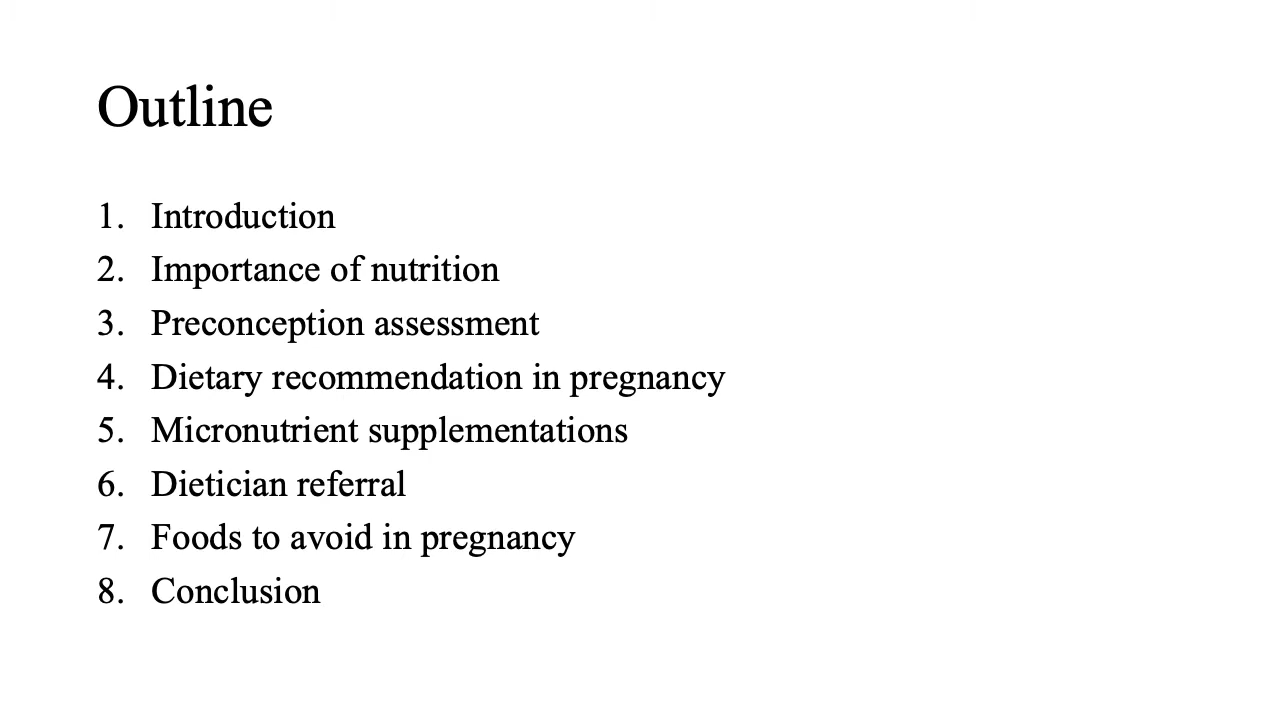 Outline
1. Introduction
2. Importance of nutrition
3. Preconception assessment
4. Dietary recommendation in pregnancy
5. Micronutrient supplementations
6. Dietician referral
7. Foods to avoid in pregnancy
8. Conclusion